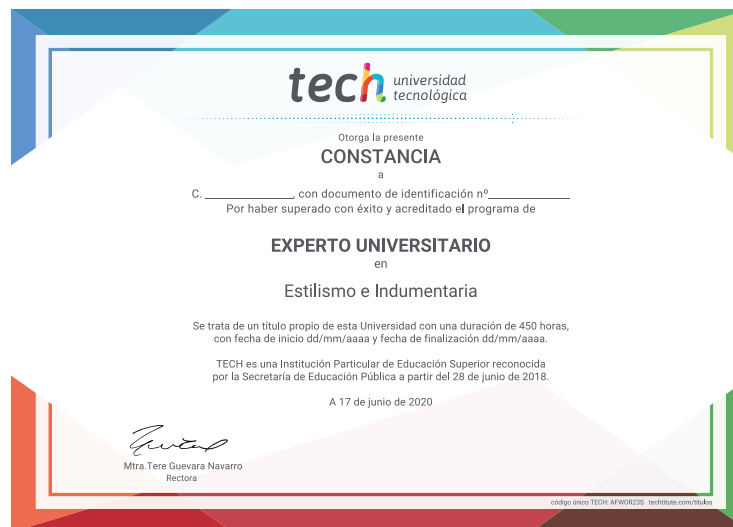 tech universidad
tecnológica
Otorga la presente
CONSTANCIA
a
C. ______________, con documento de identificación nº_____________
Por haber superado con éxito y acreditado el programa de
EXPERTO UNIVERSITARIO
en
Estilismo e Indumentaria
Se trata de un título propio de esta Universidad con una duración de 450 horas,
con fecha de inicio dd/mm/aaaa y fecha de finalización dd/mm/aaaa.
TECH es una Institución Particular de Educación Superior reconocida
por la Secretaría de Educación Pública a partir del 28 de junio de 2018.
A 17 de junio de 2020
Mtra.Tere Guevara Navarro
Rectora
código único TECH: AFWOR23S techtitute.com/titulos